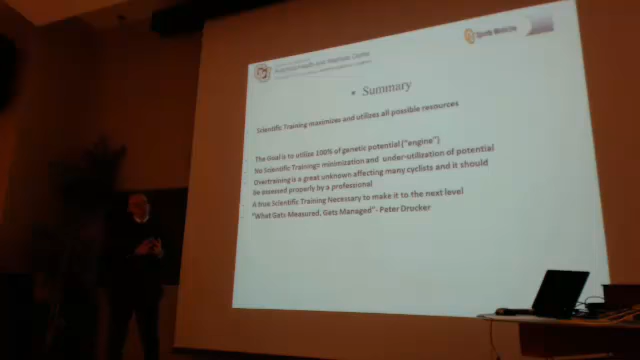 Sports Medicine
• Summary
Scientific Training maximizes and utilizes all possible resources
The Goal is to utilize 100% of genetic potential ("engine")
No Scientific Training= minimization and under-utilization of potential
Overtraining is a great unknown affecting many cyclists and it should
be assessed properly by a professional
A true Scientific Training Necessary to make it to the next level
"What Gets Measured, Gets Managed"- Peter Drucker